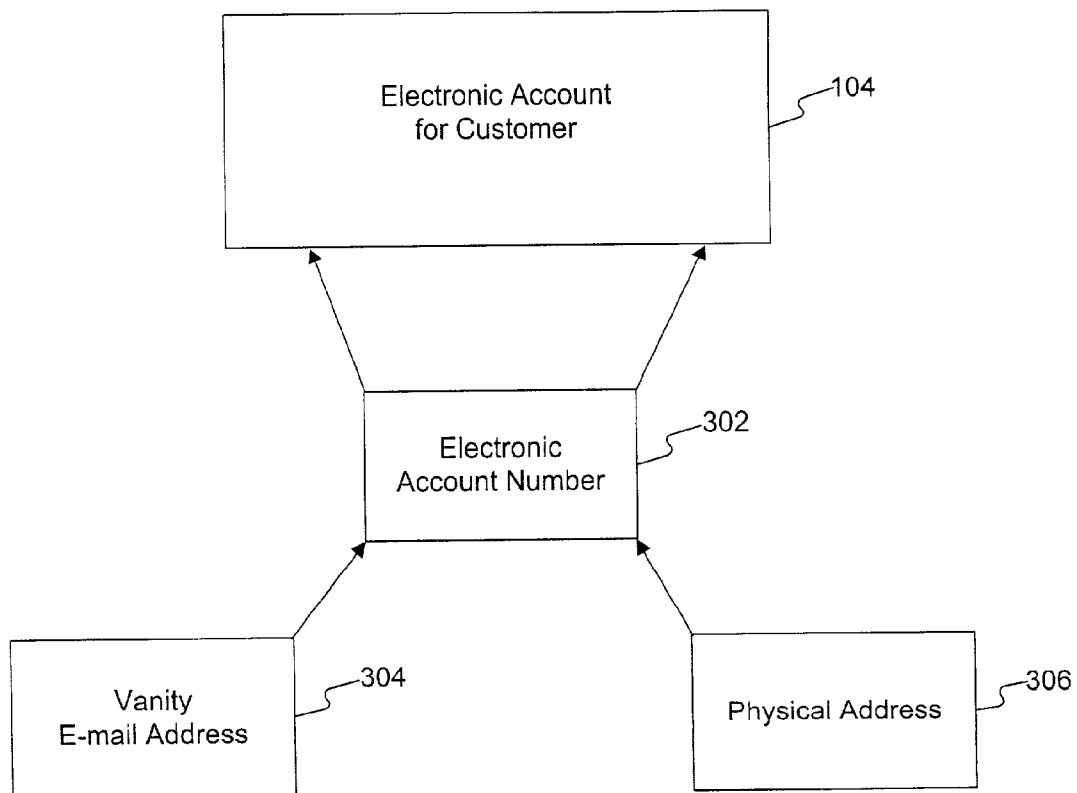 Electronic Account
for Customer
104
Electronic
Account Number
302
Vanity
E-mail Address
304
Physical Address
306